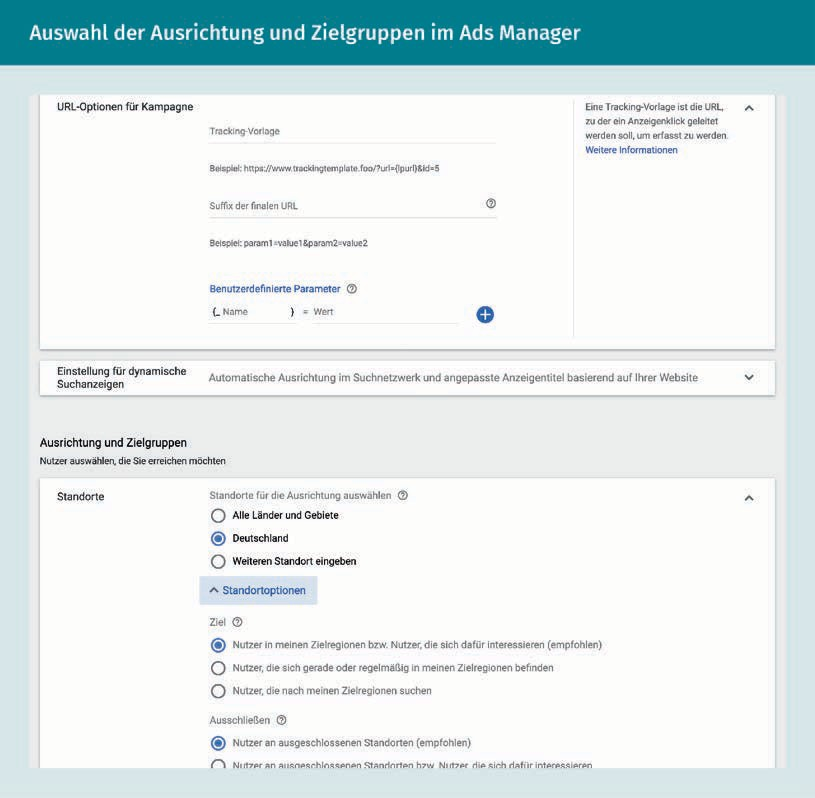 Auswahl der Ausrichtung und Zielgruppen im Ads Manager
URL-Optionen für Kampagne
Tracking-Vorlage
Beispiel: https://www.trackingtemplate.foo/?url={lpurl}&id=5
Suffix der finalen URL
Beispiel: param1=value1&param2=value2
Benutzerdefinierte Parameter
{_ Name } = Wert
Eine Tracking-Vorlage ist die URL,
zu der ein Anzeigenklick geleitet
werden soll, um erfasst zu werden.
Weitere Informationen
Einstellung für dynamische
Suchanzeigen
Automatische Ausrichtung im Suchnetzwerk und angepasste Anzeigentitel basierend auf Ihrer Website
Ausrichtung und Zielgruppen
Nutzer auswählen, die Sie erreichen möchten
Standorte
Standorte für die Ausrichtung auswählen
Alle Länder und Gebiete
Deutschland
Weiteren Standort eingeben
Standortoptionen
Ziel
Nutzer in meinen Zielregionen bzw. Nutzer, die sich dafür interessieren (empfohlen)
Nutzer, die sich gerade oder regelmäßig in meinen Zielregionen befinden
Nutzer, die nach meinen Zielregionen suchen
Ausschließen
Nutzer an ausgeschlossenen Standorten (empfohlen)
Nutzer an ausgeschlossenen Standorten bzw. Nutzer, die sich dafür interessieren